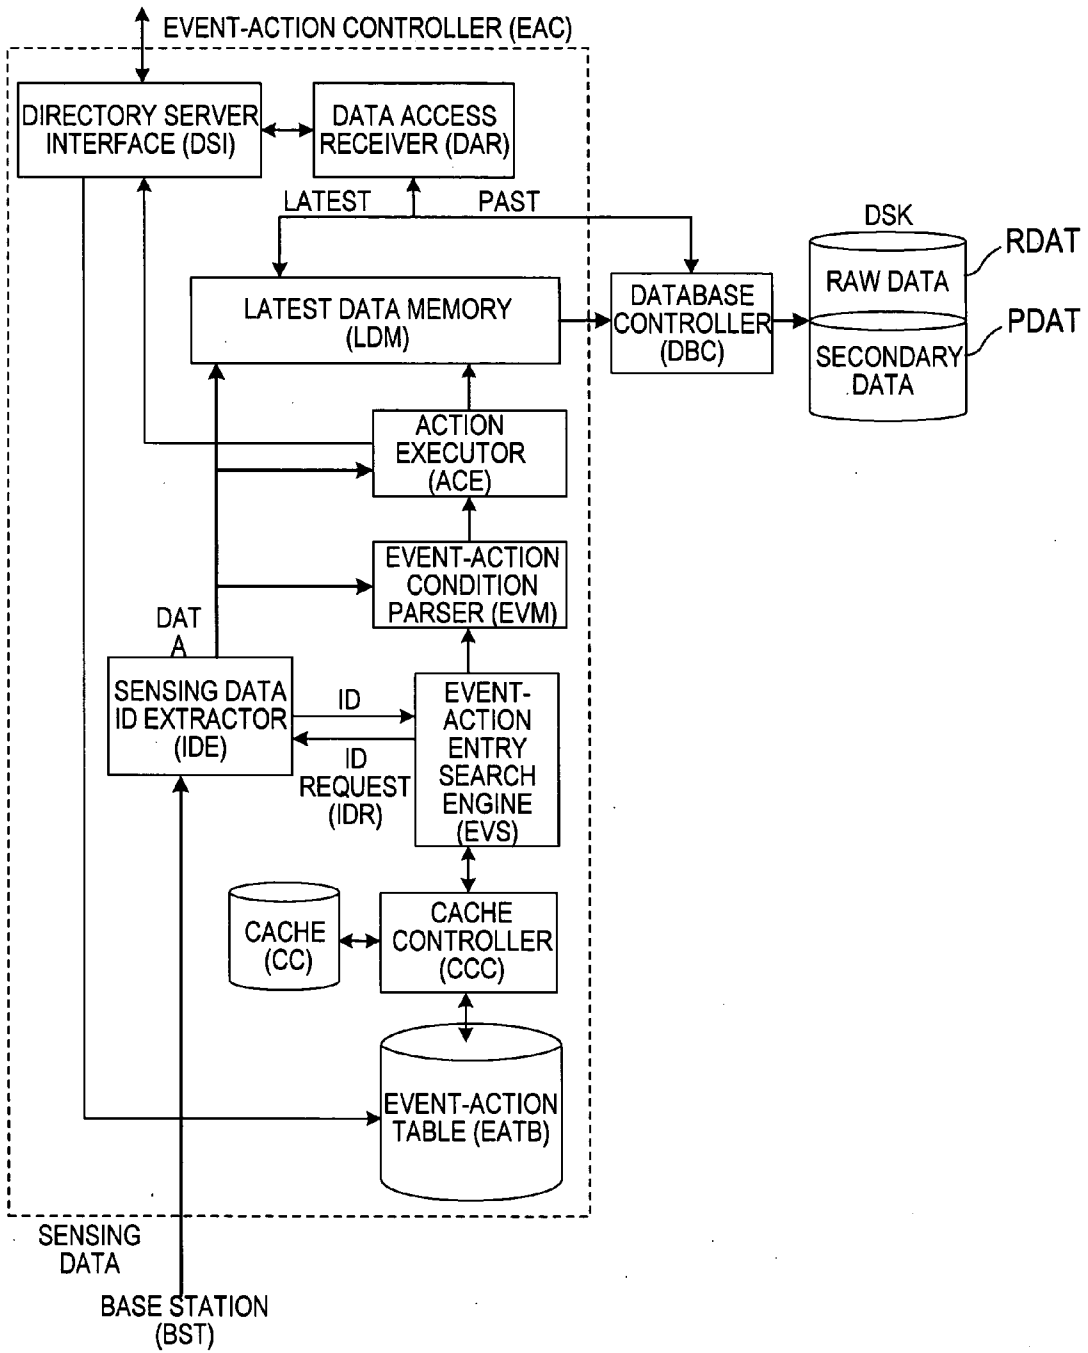 EVENT-ACTION CONTROLLER (EAC)
DIRECTORY SERVER
INTERFACE (DSI)
DATA ACCESS
RECEIVER (DAR)
LATEST
PAST
DSK
RDAT
RAW DATA
PDAT
SECONDARY
DATA
LATEST DATA MEMORY
(LDM)
DATABASE
CONTROLLER
(DBC)
ACTION
EXECUTOR
(ACE)
EVENT-ACTION
CONDITION
PARSER (EVM)
DAT
A
SENSING DATA
ID EXTRACTOR
(IDE)
ID
ID
REQUEST
(IDR)
EVENT-
ACTION
ENTRY
SEARCH
ENGINE
(EVS)
CACHE
(CC)
CACHE
CONTROLLER
(CCC)
EVENT-ACTION
TABLE (EATB)
SENSING
DATA
BASE STATION
(BST)